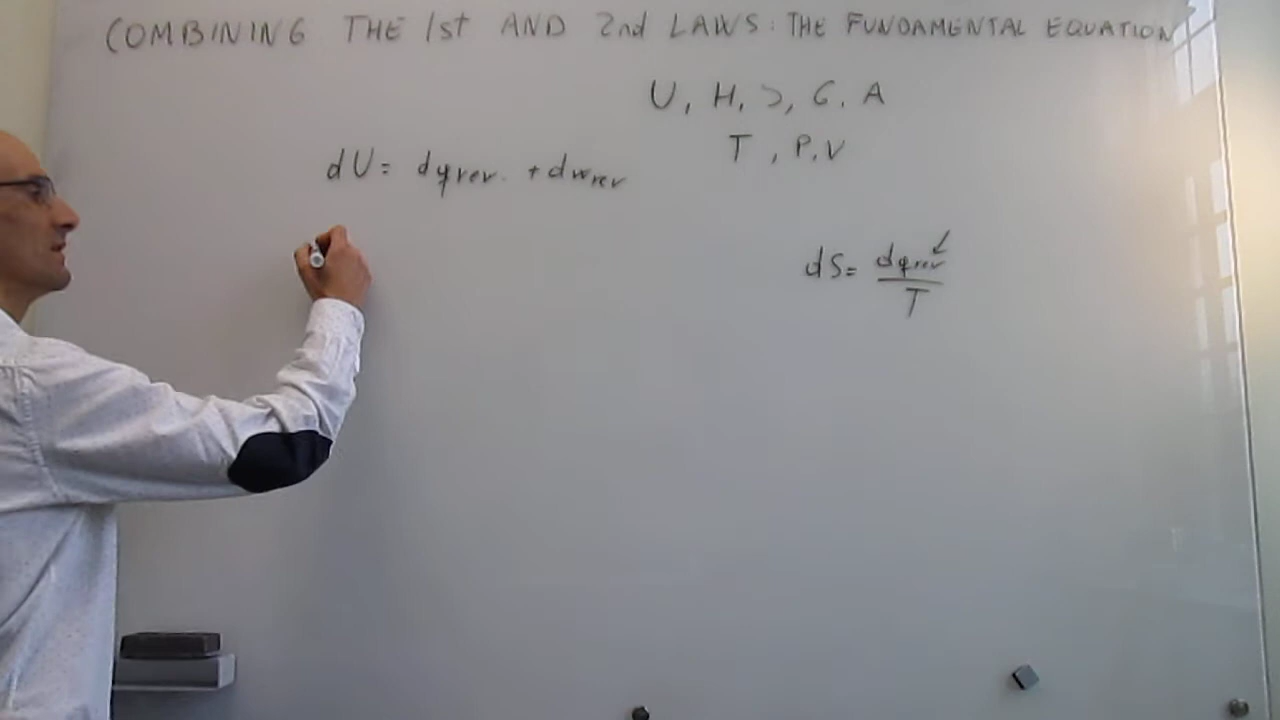 COMBINING THE 1st AND 2nd LAWS: THE FUNDAMENTAL EQUATION
U, H, S, G, A
T, P, V
dU = dqrev. + dwrev
dS = dqrev / T